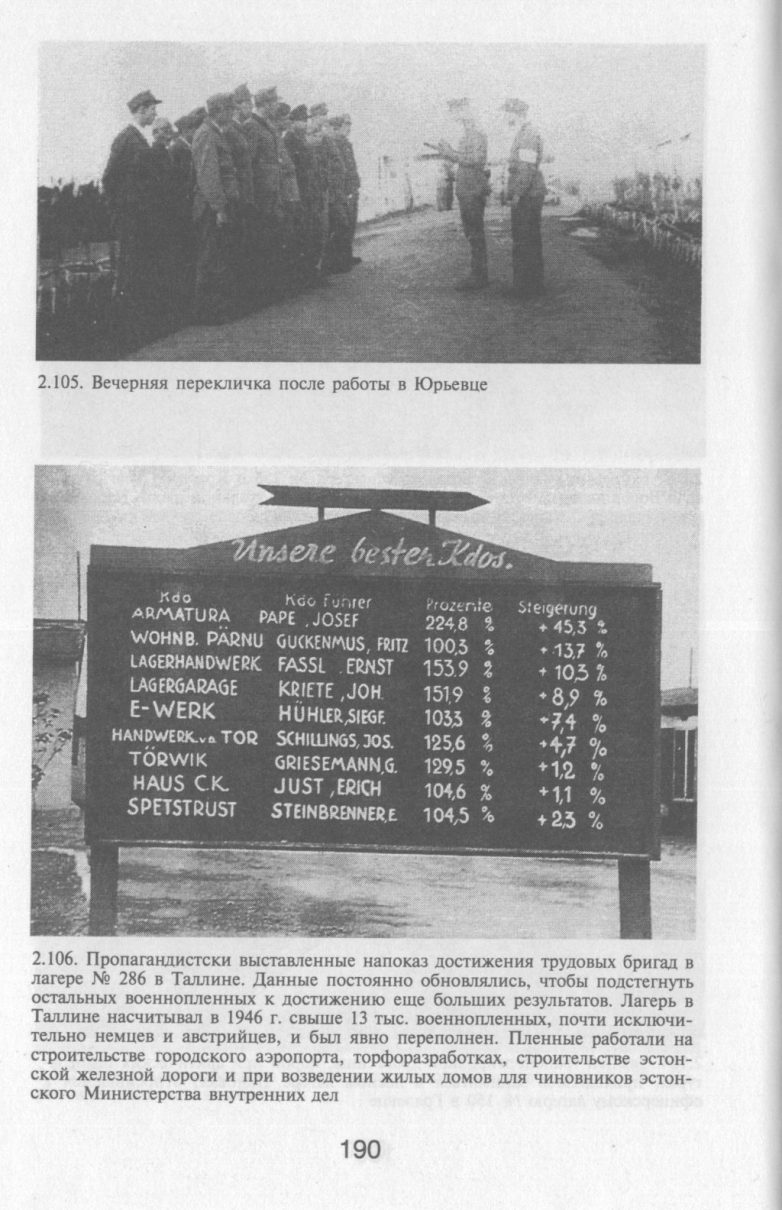 2.105. Вечерняя перекличка после работы в Юрьевце
Unsere besten Kdos.
Kdo Kdo Führer Prozente Steigerung
ARMATURA PAPE , JOSEF 224,8 % + 45,3 %
WOHNB. PÄRNU GUCKENMUS, FRITZ 100,3 % + 13,7 %
LAGERHANDWERK FASSL . ERNST 153,9 % + 10,3 %
LAGERGARAGE KRIETE , JOH. 151,9 % + 8,9 %
E-WERK HÜHLER, SIEGF. 103,3 % + 7,4 %
HANDWERK v.a. TOR SCHILLINGS, JOS. 125,6 % + 4,7 %
TÖRWIK GRIESEMANN, G. 129,5 % + 1,2 %
HAUS C.K. JUST , ERICH 104,6 % + 1,1 %
SPETSTRUST STEINBRENNER, E. 104,5 % + 2,3 %
2.106. Пропагандистски выставленные напоказ достижения трудовых бригад в
лагере № 286 в Таллине. Данные постоянно обновлялись, чтобы подстегнуть
остальных военнопленных к достижению еще больших результатов. Лагерь в
Таллине насчитывал в 1946 г. свыше 13 тыс. военнопленных, почти исключи-
тельно немцев и австрийцев, и был явно переполнен. Пленные работали на
строительстве городского аэропорта, торфоразработках, строительстве эстон-
ской железной дороги и при возведении жилых домов для чиновников эстон-
ского Министерства внутренних дел
190